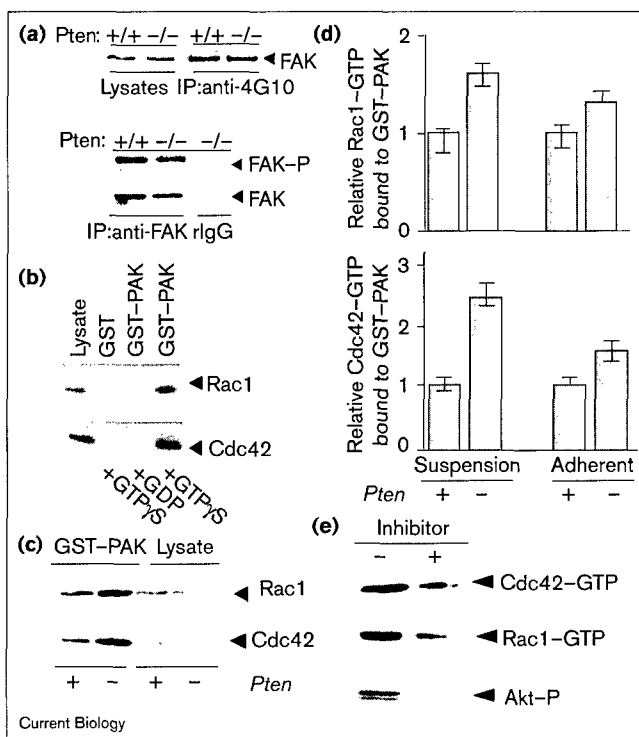 (a)
Pten: +/+ −/− +/+ −/−
FAK
Lysates IP:anti-4G10
Pten: +/+ −/− −/−
FAK–P
FAK
IP:anti-FAK rIgG
(b)
Lysate
GST
GST–PAK
GST–PAK
Rac1
Cdc42
+GTPγS
+GDP
+GTPγS
(c)
GST–PAK Lysate
Rac1
Cdc42
+ − + − Pten
(d)
Relative Rac1–GTP
bound to GST–PAK
2
1
0
Relative Cdc42–GTP
bound to GST–PAK
3
2
1
0
Suspension Adherent
Pten + − + −
(e)
Inhibitor
− +
Cdc42–GTP
Rac1–GTP
Akt–P
Current Biology